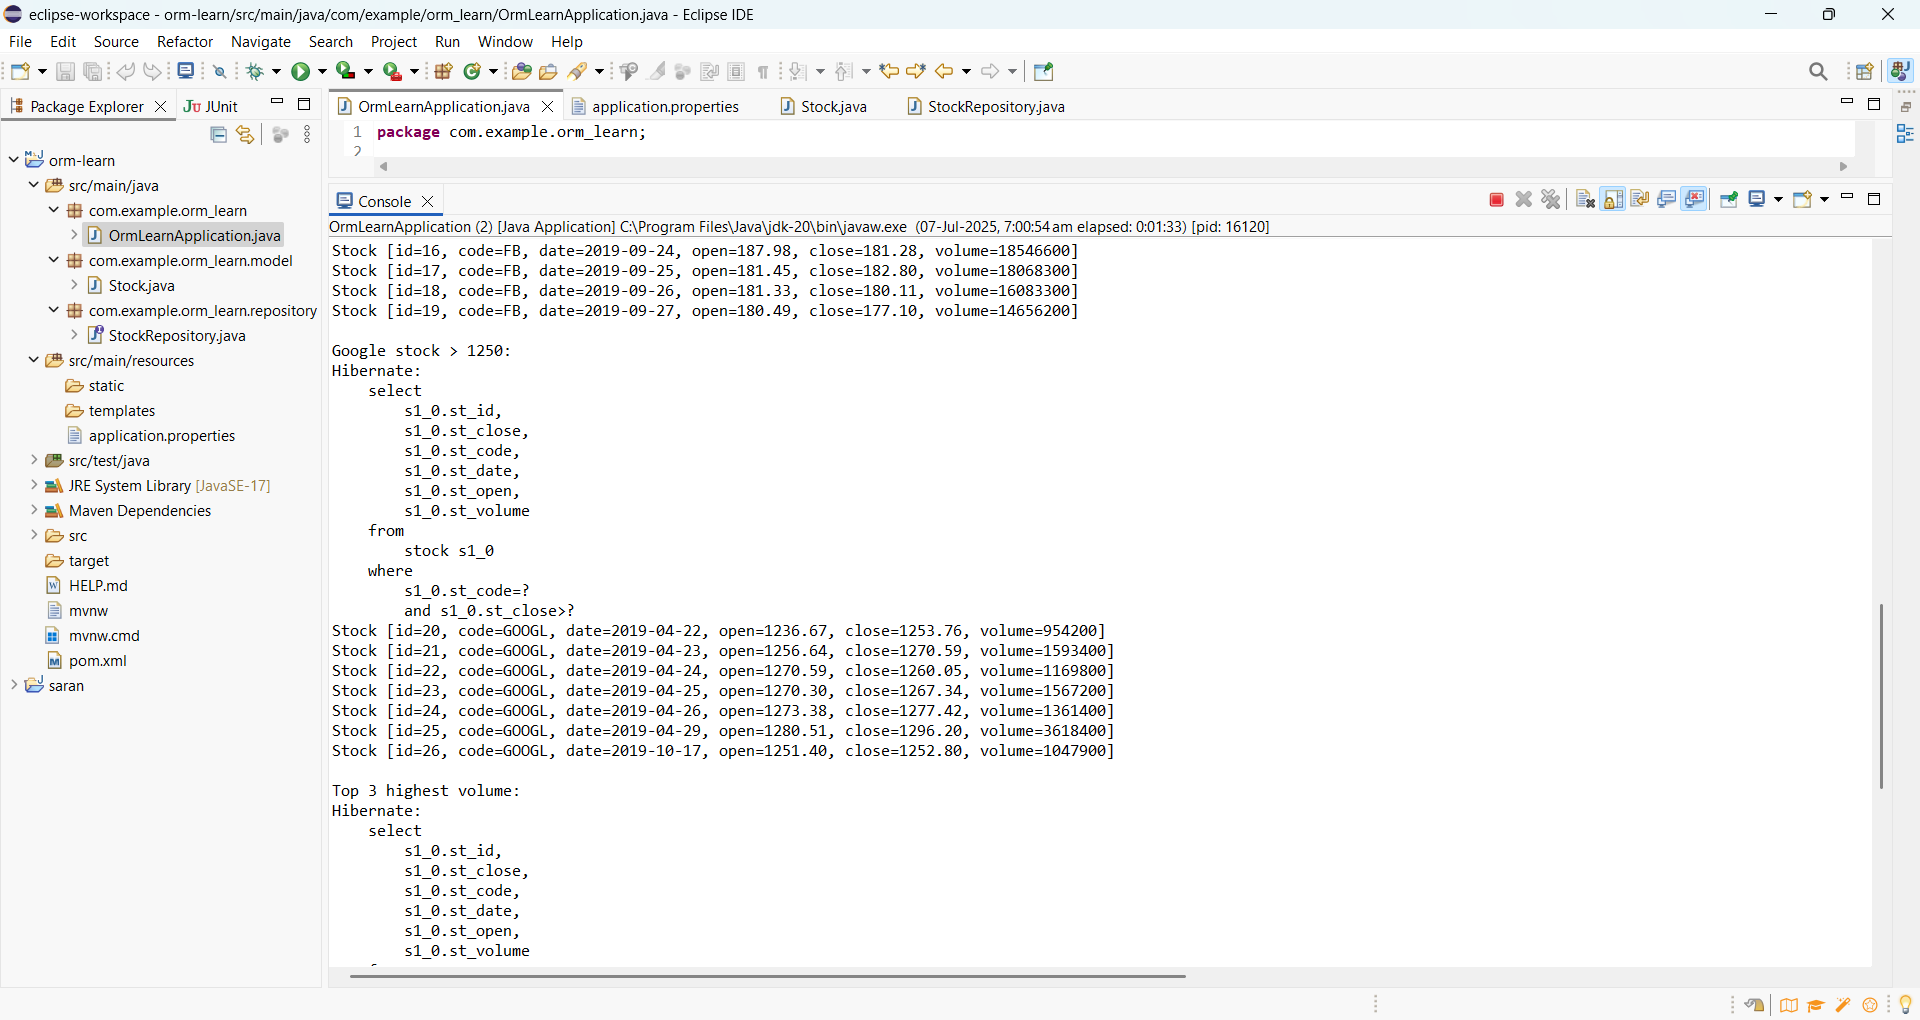 eclipse-workspace - orm-learn/src/main/java/com/example/orm_learn/OrmLearnApplication.java - Eclipse IDE
File Edit Source Refactor Navigate Search Project Run Window Help
Package Explorer
JUnit
orm-learn
src/main/java
com.example.orm_learn
OrmLearnApplication.java
com.example.orm_learn.model
Stock.java
com.example.orm_learn.repository
StockRepository.java
src/main/resources
static
templates
application.properties
src/test/java
JRE System Library [JavaSE-17]
Maven Dependencies
src
target
HELP.md
mvnw
mvnw.cmd
pom.xml
saran
OrmLearnApplication.java application.properties Stock.java StockRepository.java
1 package com.example.orm_learn;
2
Console
OrmLearnApplication (2) [Java Application] C:\Program Files\Java\jdk-20\bin\javaw.exe (07-Jul-2025, 7:00:54 am elapsed: 0:01:33) [pid: 16120]
Stock [id=16, code=FB, date=2019-09-24, open=187.98, close=181.28, volume=18546600]
Stock [id=17, code=FB, date=2019-09-25, open=181.45, close=182.80, volume=18068300]
Stock [id=18, code=FB, date=2019-09-26, open=181.33, close=180.11, volume=16083300]
Stock [id=19, code=FB, date=2019-09-27, open=180.49, close=177.10, volume=14656200]
Google stock > 1250:
Hibernate:
select
s1_0.st_id,
s1_0.st_close,
s1_0.st_code,
s1_0.st_date,
s1_0.st_open,
s1_0.st_volume
from
stock s1_0
where
s1_0.st_code=?
and s1_0.st_close>?
Stock [id=20, code=GOOGL, date=2019-04-22, open=1236.67, close=1253.76, volume=954200]
Stock [id=21, code=GOOGL, date=2019-04-23, open=1256.64, close=1270.59, volume=1593400]
Stock [id=22, code=GOOGL, date=2019-04-24, open=1270.59, close=1260.05, volume=1169800]
Stock [id=23, code=GOOGL, date=2019-04-25, open=1270.30, close=1267.34, volume=1567200]
Stock [id=24, code=GOOGL, date=2019-04-26, open=1273.38, close=1277.42, volume=1361400]
Stock [id=25, code=GOOGL, date=2019-04-29, open=1280.51, close=1296.20, volume=3618400]
Stock [id=26, code=GOOGL, date=2019-10-17, open=1251.40, close=1252.80, volume=1047900]
Top 3 highest volume:
Hibernate:
select
s1_0.st_id,
s1_0.st_close,
s1_0.st_code,
s1_0.st_date,
s1_0.st_open,
s1_0.st_volume